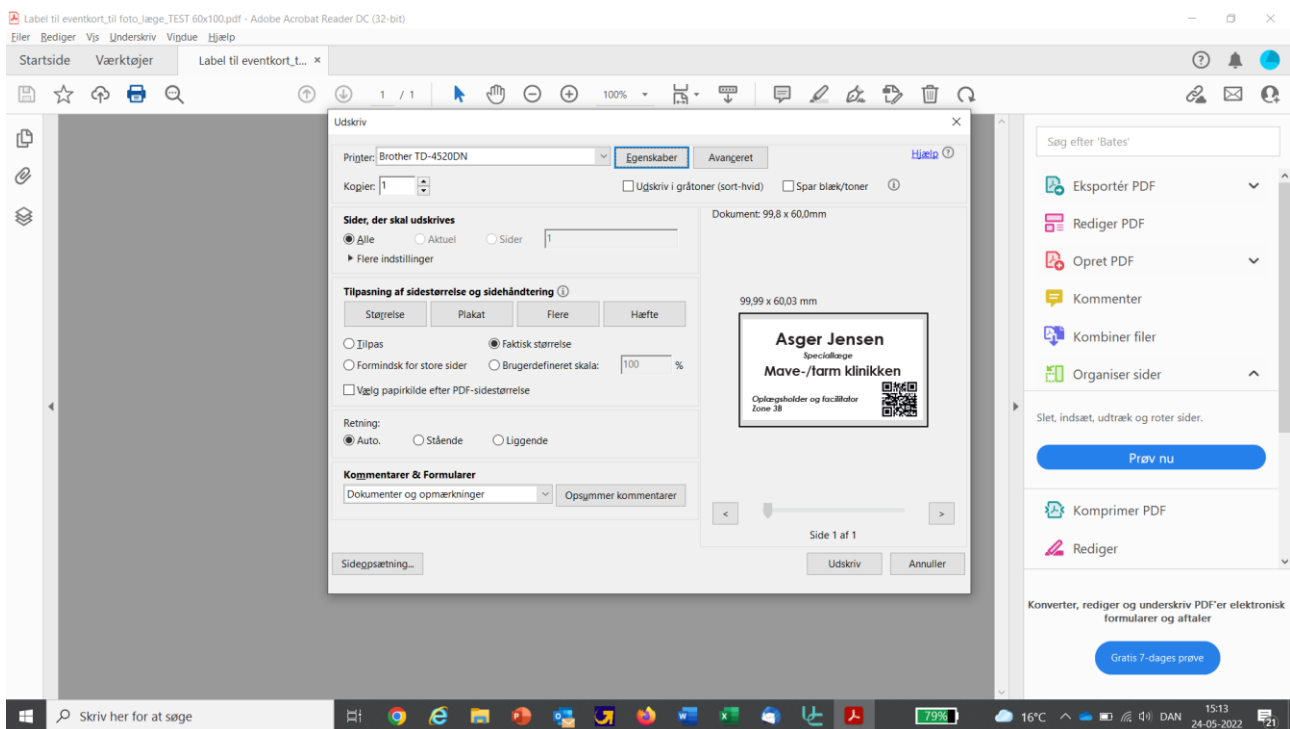 Label til eventkort_til foto_læge_TEST 60x100.pdf - Adobe Acrobat Reader DC (32-bit)
Eiler Rediger Vis Underskriv Vindue Hjælp
Startside Værktøjer Label til eventkort_t... ×
1 / 1 100%
Udskriv
Printer: Brother TD-4520DN Egenskaber Avanceret Hjælp
Kopier: 1 Udskriv i gråtoner (sort-hvid) Spar blæk/toner
Sider, der skal udskrives
Alle Aktuel Sider 1
Flere indstillinger
Tilpasning af sidestørrelse og sidehåndtering
Størrelse Plakat Flere Hæfte
Tilpas Faktisk størrelse
Formindsk for store sider Brugerdefineret skala: 100 %
Vælg papirkilde efter PDF-sidestørrelse
Retning:
Auto. Stående Liggende
Kommentarer & Formularer
Dokumenter og opmærkninger Opsummer kommentarer
Sideopsætning...
Dokument: 99,8 x 60,0mm
99,99 x 60,03 mm
Asger Jensen
Speciallæge
Mave-/tarm klinikken
Oplægsholder og facilitator
Zone 3B
< >
Side 1 af 1
Udskriv Annuller
Søg efter 'Bates'
Eksportér PDF
Rediger PDF
Opret PDF
Kommenter
Kombiner filer
Organiser sider
Slet, indsæt, udtræk og roter sider.
Prøv nu
Komprimer PDF
Rediger
Konverter, rediger og underskriv PDF'er elektronisk
formularer og aftaler
Gratis 7-dages prøve
Skriv her for at søge
79% 16°C DAN 15:13
24-05-2022 21